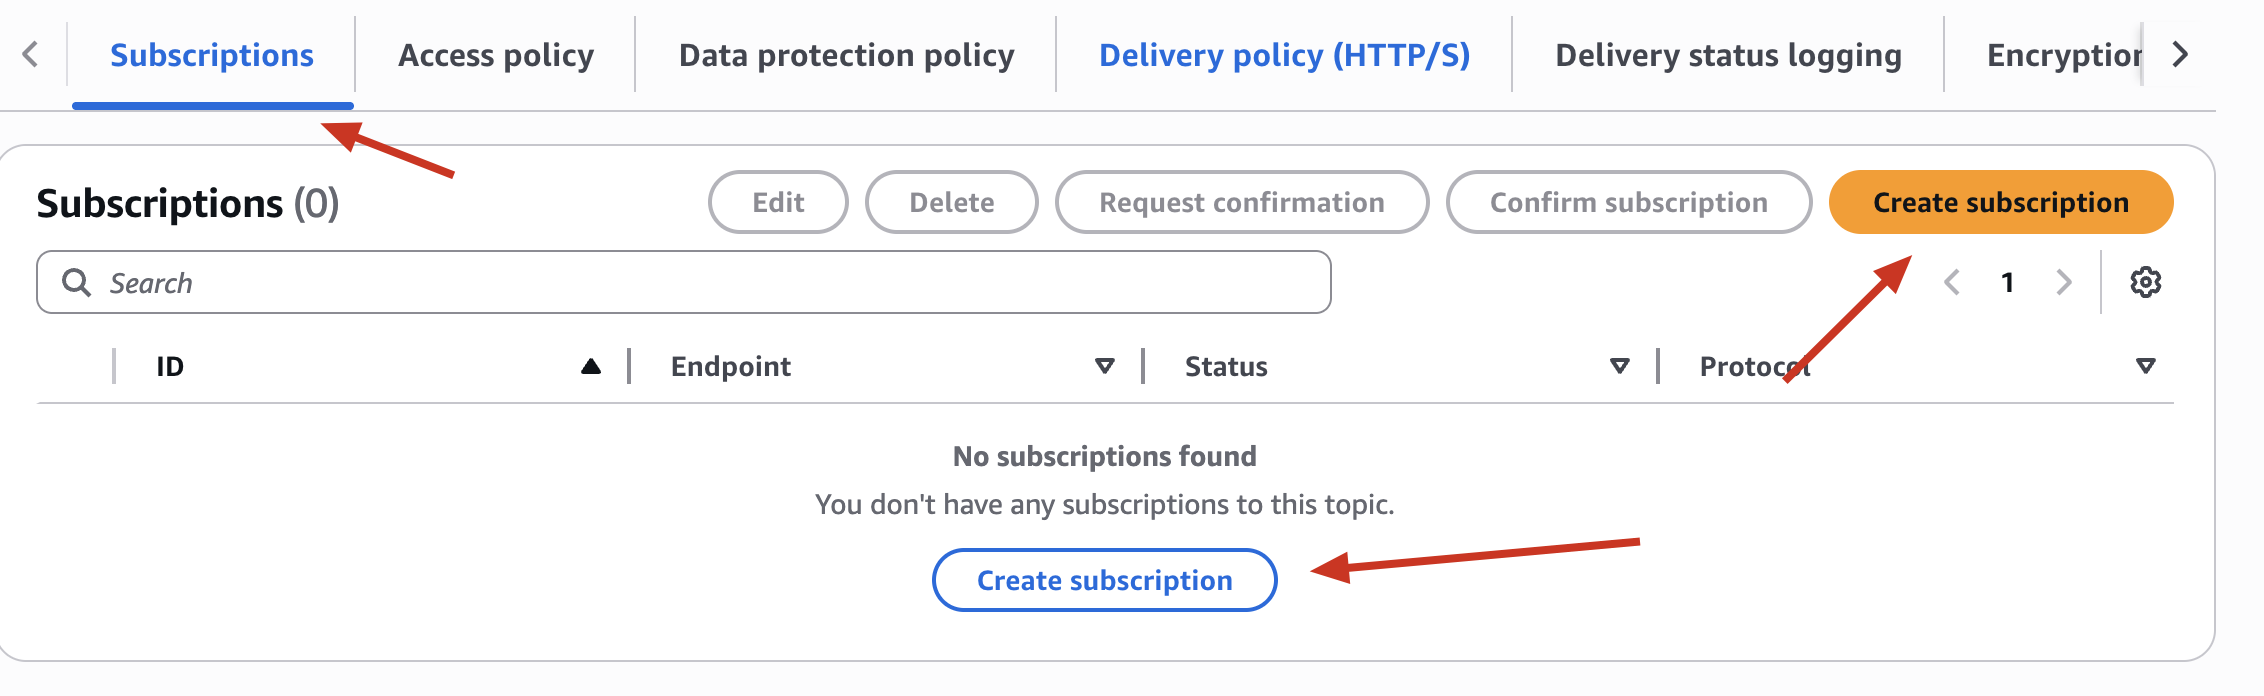 Subscriptions Access policy Data protection policy Delivery policy (HTTP/S) Delivery status logging Encryption
Subscriptions (0) Edit Delete Request confirmation Confirm subscription Create subscription
Search 1
ID Endpoint Status Protocol
No subscriptions found
You don't have any subscriptions to this topic.
Create subscription